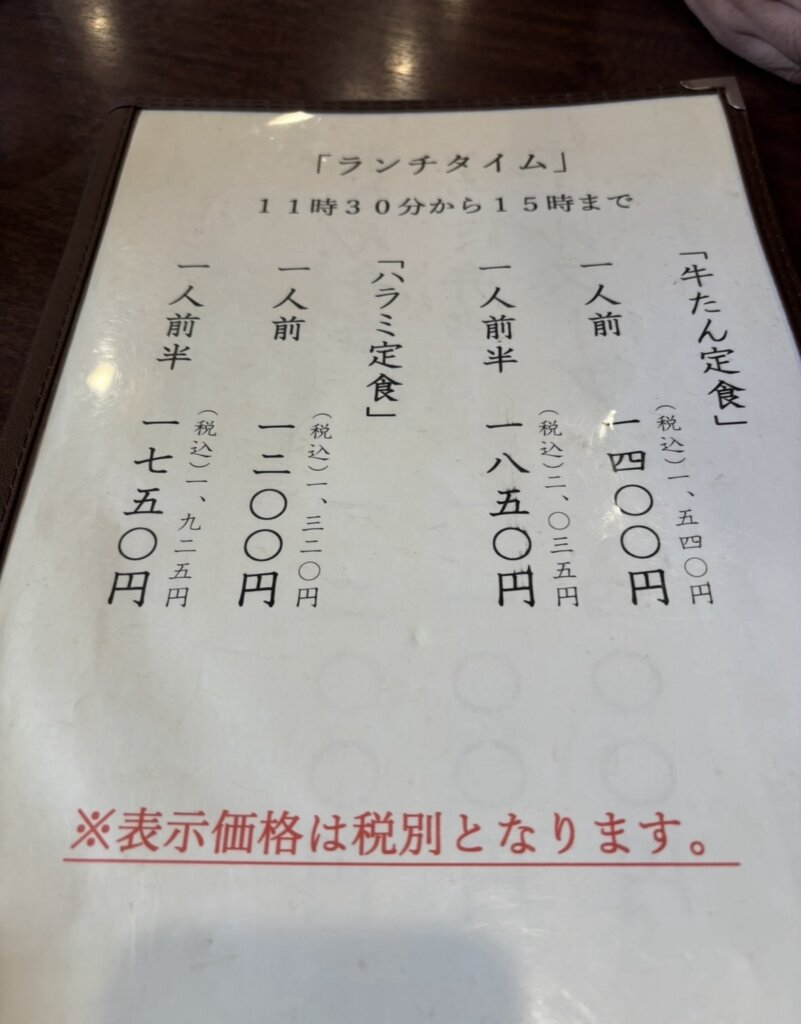 「ランチタイム」
１１時３０分から１５時まで
「牛たん定食」
一人前
(税込)一、五四〇円
一四〇〇円
一人前半
(税込)二、〇三五円
一八五〇円
「ハラミ定食」
一人前
(税込)一、三二〇円
一二〇〇円
一人前半
(税込)一、九二五円
一七五〇円
※表示価格は税別となります。